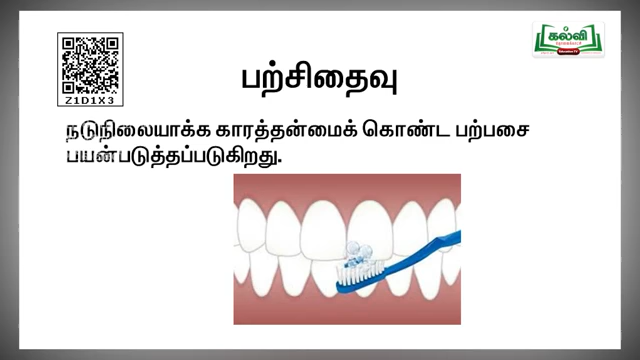 கல்வி
Z1D1X3
பற்சிதைவு
நடுநிலையாக்க காரத்தன்மைக் கொண்ட பற்பசை
பயன்படுத்தப்படுகிறது.